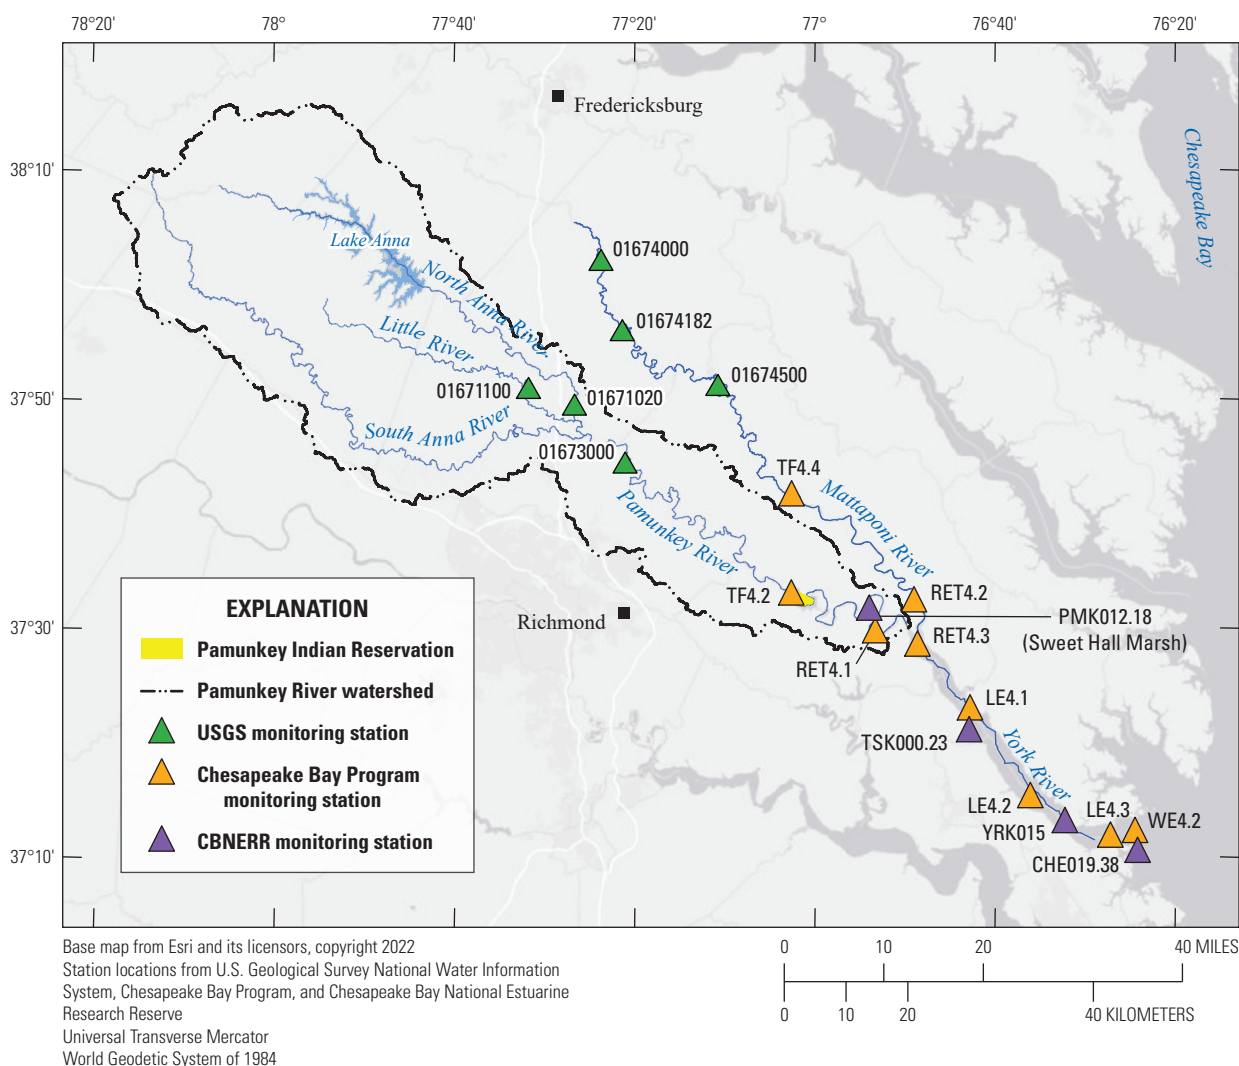 78°20'
78°
77°40'
77°20'
77°
76°40'
76°20'
Fredericksburg
38°10'
Chesapeake Bay
Lake Anna
01674000
North Anna River
01674182
Little River
01674500
01671100
01671020
37°50'
South Anna River
01673000
TF4.4
Mattaponi River
Pamunkey River
TF4.2
RET4.2
EXPLANATION
Richmond
37°30'
PMK012.18
(Sweet Hall Marsh)
RET4.3
RET4.1
Pamunkey Indian Reservation
Pamunkey River watershed
USGS monitoring station
Chesapeake Bay Program
monitoring station
CBNERR monitoring station
LE4.1
TSK000.23
York River
LE4.2
LE4.3
WE4.2
YRK015
CHE019.38
37°10'
Base map from Esri and its licensors, copyright 2022
Station locations from U.S. Geological Survey National Water Information
System, Chesapeake Bay Program, and Chesapeake Bay National Estuarine
Research Reserve
Universal Transverse Mercator
World Geodetic System of 1984
0 10 20 40 MILES
0 10 20 40 KILOMETERS